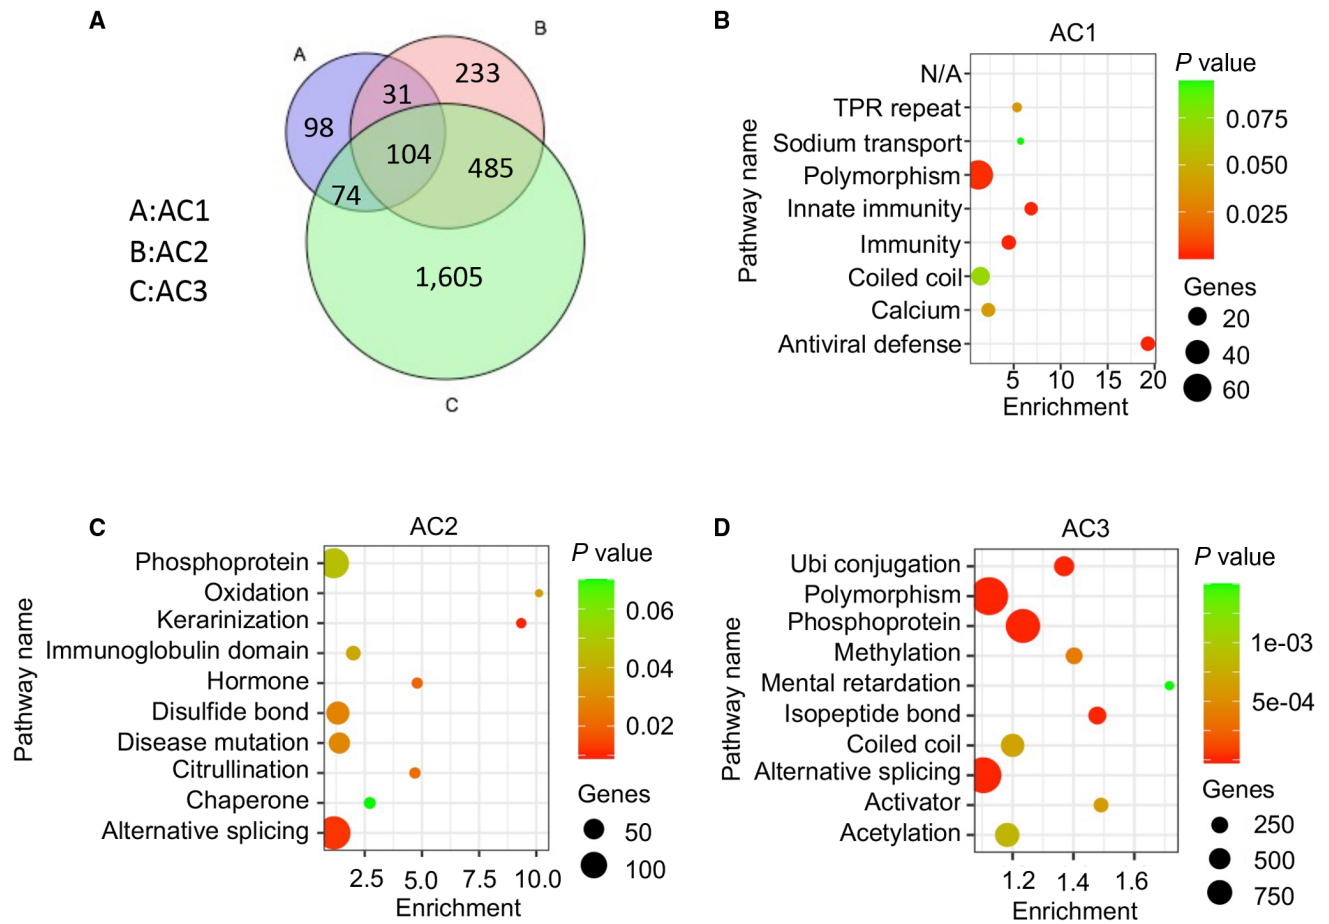 A
A
B
98
31
233
104
74
485
1,605
A:AC1
B:AC2
C:AC3
C
B
AC1
Pathway name
N/A
TPR repeat
Sodium transport
Polymorphism
Innate immunity
Immunity
Coiled coil
Calcium
Antiviral defense
5 10 15 20
Enrichment
P value
0.075
0.050
0.025
Genes
20
40
60
C
AC2
Pathway name
Phosphoprotein
Oxidation
Kerarinization
Immunoglobulin domain
Hormone
Disulfide bond
Disease mutation
Citrullination
Chaperone
Alternative splicing
2.5 5.0 7.5 10.0
Enrichment
P value
0.06
0.04
0.02
Genes
50
100
D
AC3
Pathway name
Ubi conjugation
Polymorphism
Phosphoprotein
Methylation
Mental retardation
Isopeptide bond
Coiled coil
Alternative splicing
Activator
Acetylation
1.2 1.4 1.6
Enrichment
P value
1e-03
5e-04
Genes
250
500
750